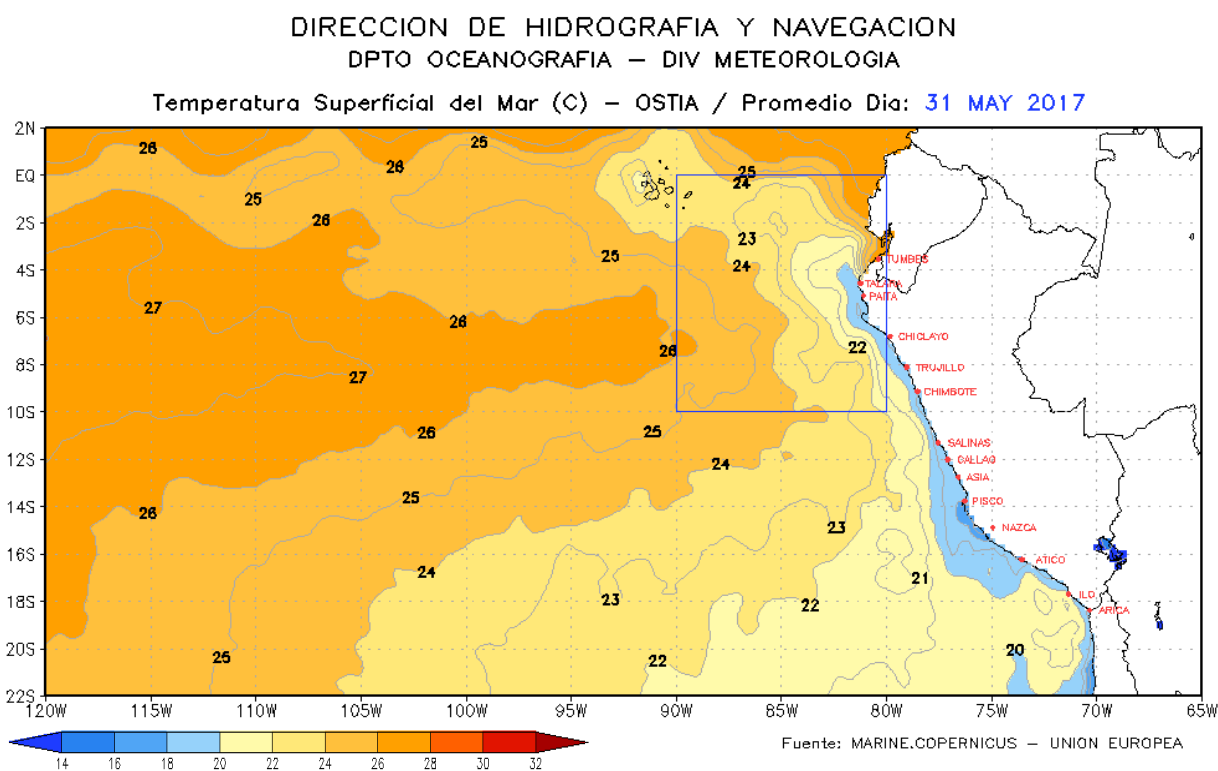 DIRECCION DE HIDROGRAFIA Y NAVEGACION
DPTO OCEANOGRAFIA – DIV METEOROLOGIA
Temperatura Superficial del Mar (C) – OSTIA / Promedio Dia: 31 MAY 2017
2N
26 25
26 25
EQ
24
25
26
2S
23
25
24
4S
TUMBES
TALARA
PAITA
27
6S
26
CHICLAYO
26 22
8S
TRUJILLO
27
CHIMBOTE
10S
26 25
SALINAS
12S
24
CALLAO
ASIA
25
14S
PISCO
26
23
NAZCA
16S
ATICO
24
21
18S
23 22
ILO
ARICA
20S
25 22 20
22S
120W 115W 110W 105W 100W 95W 90W 85W 80W 75W 70W 65W
14 16 18 20 22 24 26 28 30 32
Fuente: MARINE.COPERNICUS – UNION EUROPEA